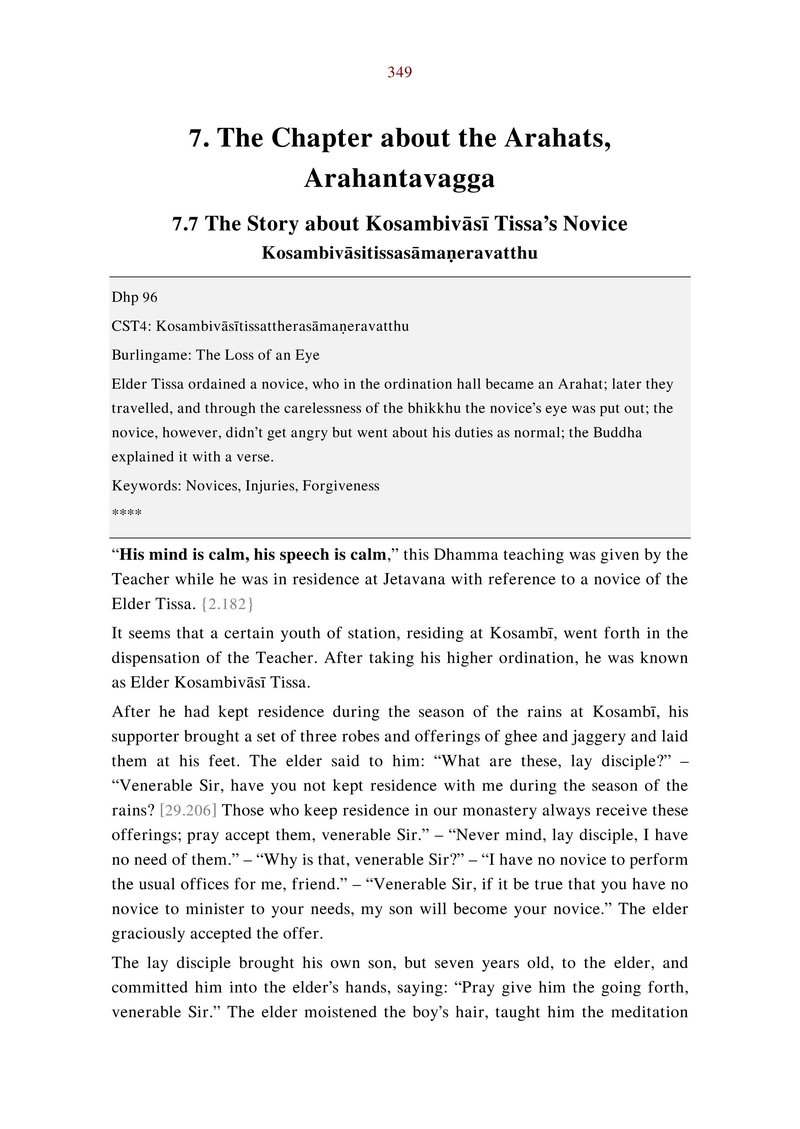 349
7. The Chapter about the Arahats,
Arahantavagga
7.7 The Story about Kosambivāsī Tissa’s Novice
Kosambivāsitissasāmaṇeravatthu
Dhp 96
CST4: Kosambivāsītissattherasāmaṇeravatthu
Burlingame: The Loss of an Eye
Elder Tissa ordained a novice, who in the ordination hall became an Arahat; later they
travelled, and through the carelessness of the bhikkhu the novice’s eye was put out; the
novice, however, didn’t get angry but went about his duties as normal; the Buddha
explained it with a verse.
Keywords: Novices, Injuries, Forgiveness
****
“His mind is calm, his speech is calm,” this Dhamma teaching was given by the
Teacher while he was in residence at Jetavana with reference to a novice of the
Elder Tissa. {2.182}
It seems that a certain youth of station, residing at Kosambī, went forth in the
dispensation of the Teacher. After taking his higher ordination, he was known
as Elder Kosambivāsī Tissa.
After he had kept residence during the season of the rains at Kosambī, his
supporter brought a set of three robes and offerings of ghee and jaggery and laid
them at his feet. The elder said to him: “What are these, lay disciple?” –
“Venerable Sir, have you not kept residence with me during the season of the
rains? [29.206] Those who keep residence in our monastery always receive these
offerings; pray accept them, venerable Sir.” – “Never mind, lay disciple, I have
no need of them.” – “Why is that, venerable Sir?” – “I have no novice to perform
the usual offices for me, friend.” – “Venerable Sir, if it be true that you have no
novice to minister to your needs, my son will become your novice.” The elder
graciously accepted the offer.
The lay disciple brought his own son, but seven years old, to the elder, and
committed him into the elder’s hands, saying: “Pray give him the going forth,
venerable Sir.” The elder moistened the boy’s hair, taught him the meditation